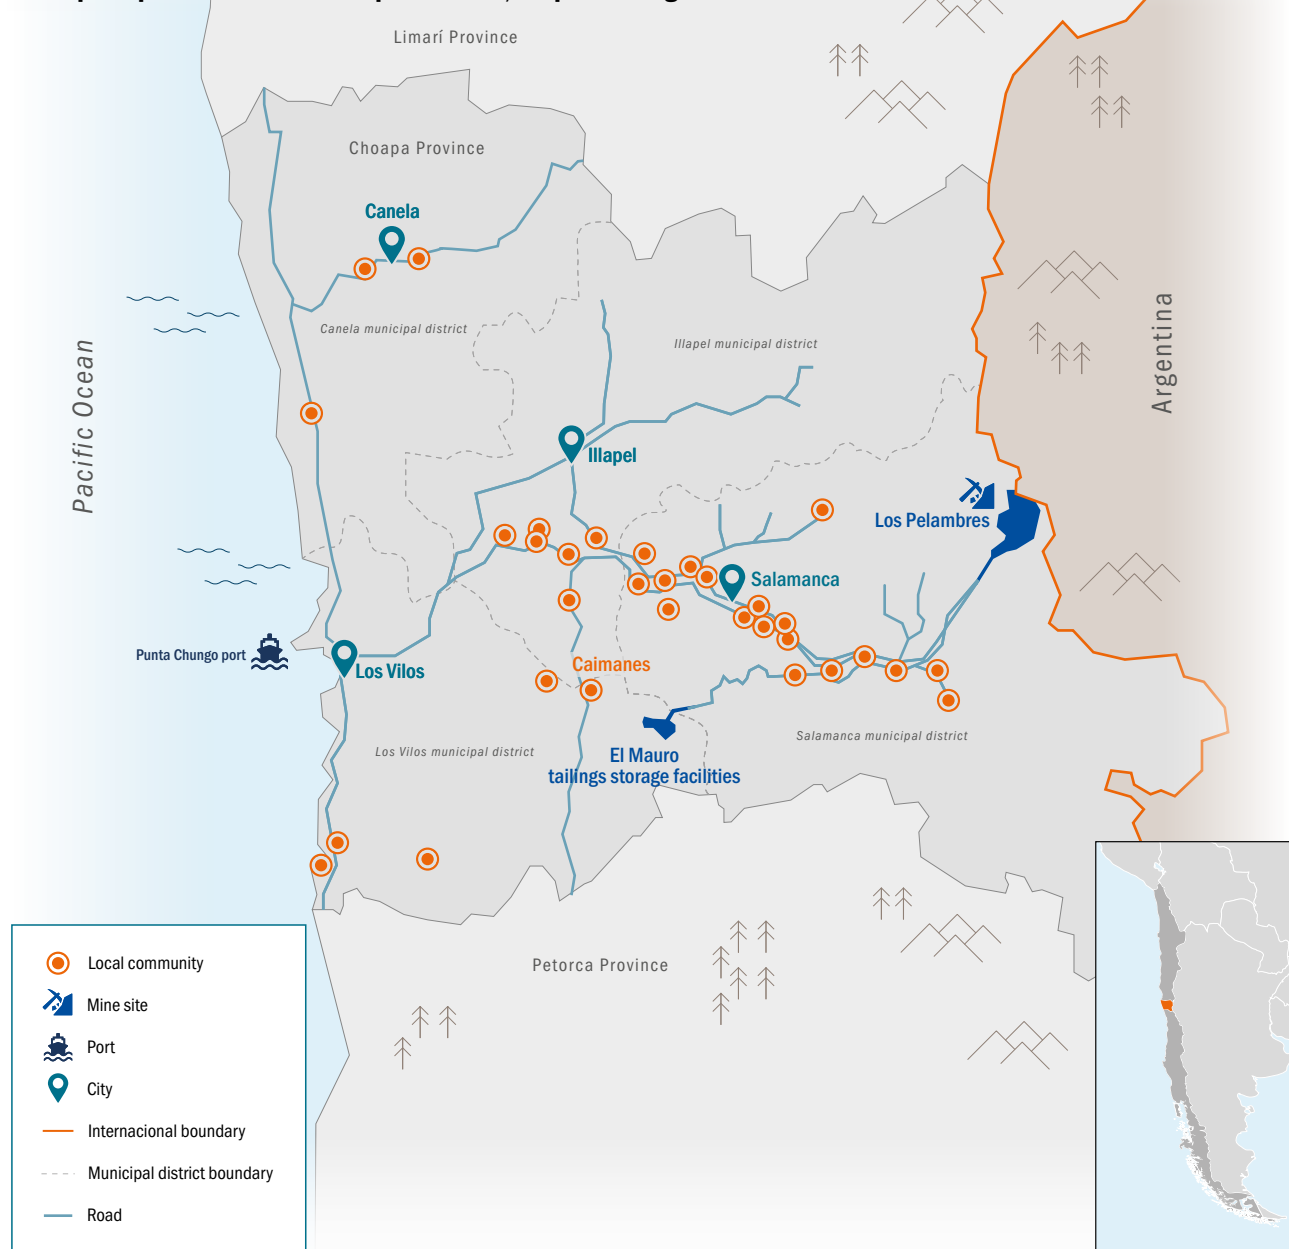 Limarí Province
Choapa Province
Canela
Canela municipal district
Illapel municipal district
Pacific Ocean
Argentina
Illapel
Los Pelambres
Salamanca
Punta Chungo port
Los Vilos
Caimanes
Los Vilos municipal district
El Mauro
tailings storage facilities
Salamanca municipal district
Petorca Province
Local community
Mine site
Port
City
Internacional boundary
Municipal district boundary
Road